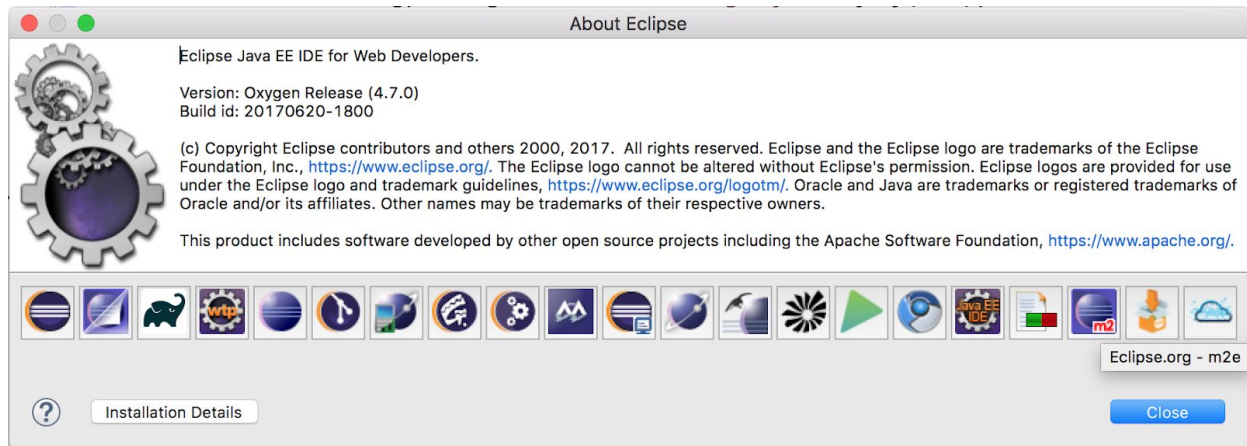 About Eclipse
Eclipse Java EE IDE for Web Developers.
Version: Oxygen Release (4.7.0)
Build id: 20170620-1800
(c) Copyright Eclipse contributors and others 2000, 2017.  All rights reserved. Eclipse and the Eclipse logo are trademarks of the Eclipse
Foundation, Inc., https://www.eclipse.org/. The Eclipse logo cannot be altered without Eclipse's permission. Eclipse logos are provided for use
under the Eclipse logo and trademark guidelines, https://www.eclipse.org/logotm/. Oracle and Java are trademarks or registered trademarks of
Oracle and/or its affiliates. Other names may be trademarks of their respective owners.
This product includes software developed by other open source projects including the Apache Software Foundation, https://www.apache.org/.
wtp
Java EE
IDE
m2
Eclipse.org - m2e
?
Installation Details
Close